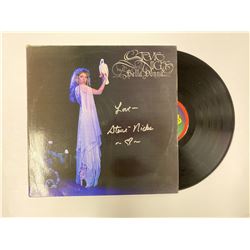 STEVIE
NICKS
Bella Donna
Love -
Stevie Nicks
~ ♡ ~